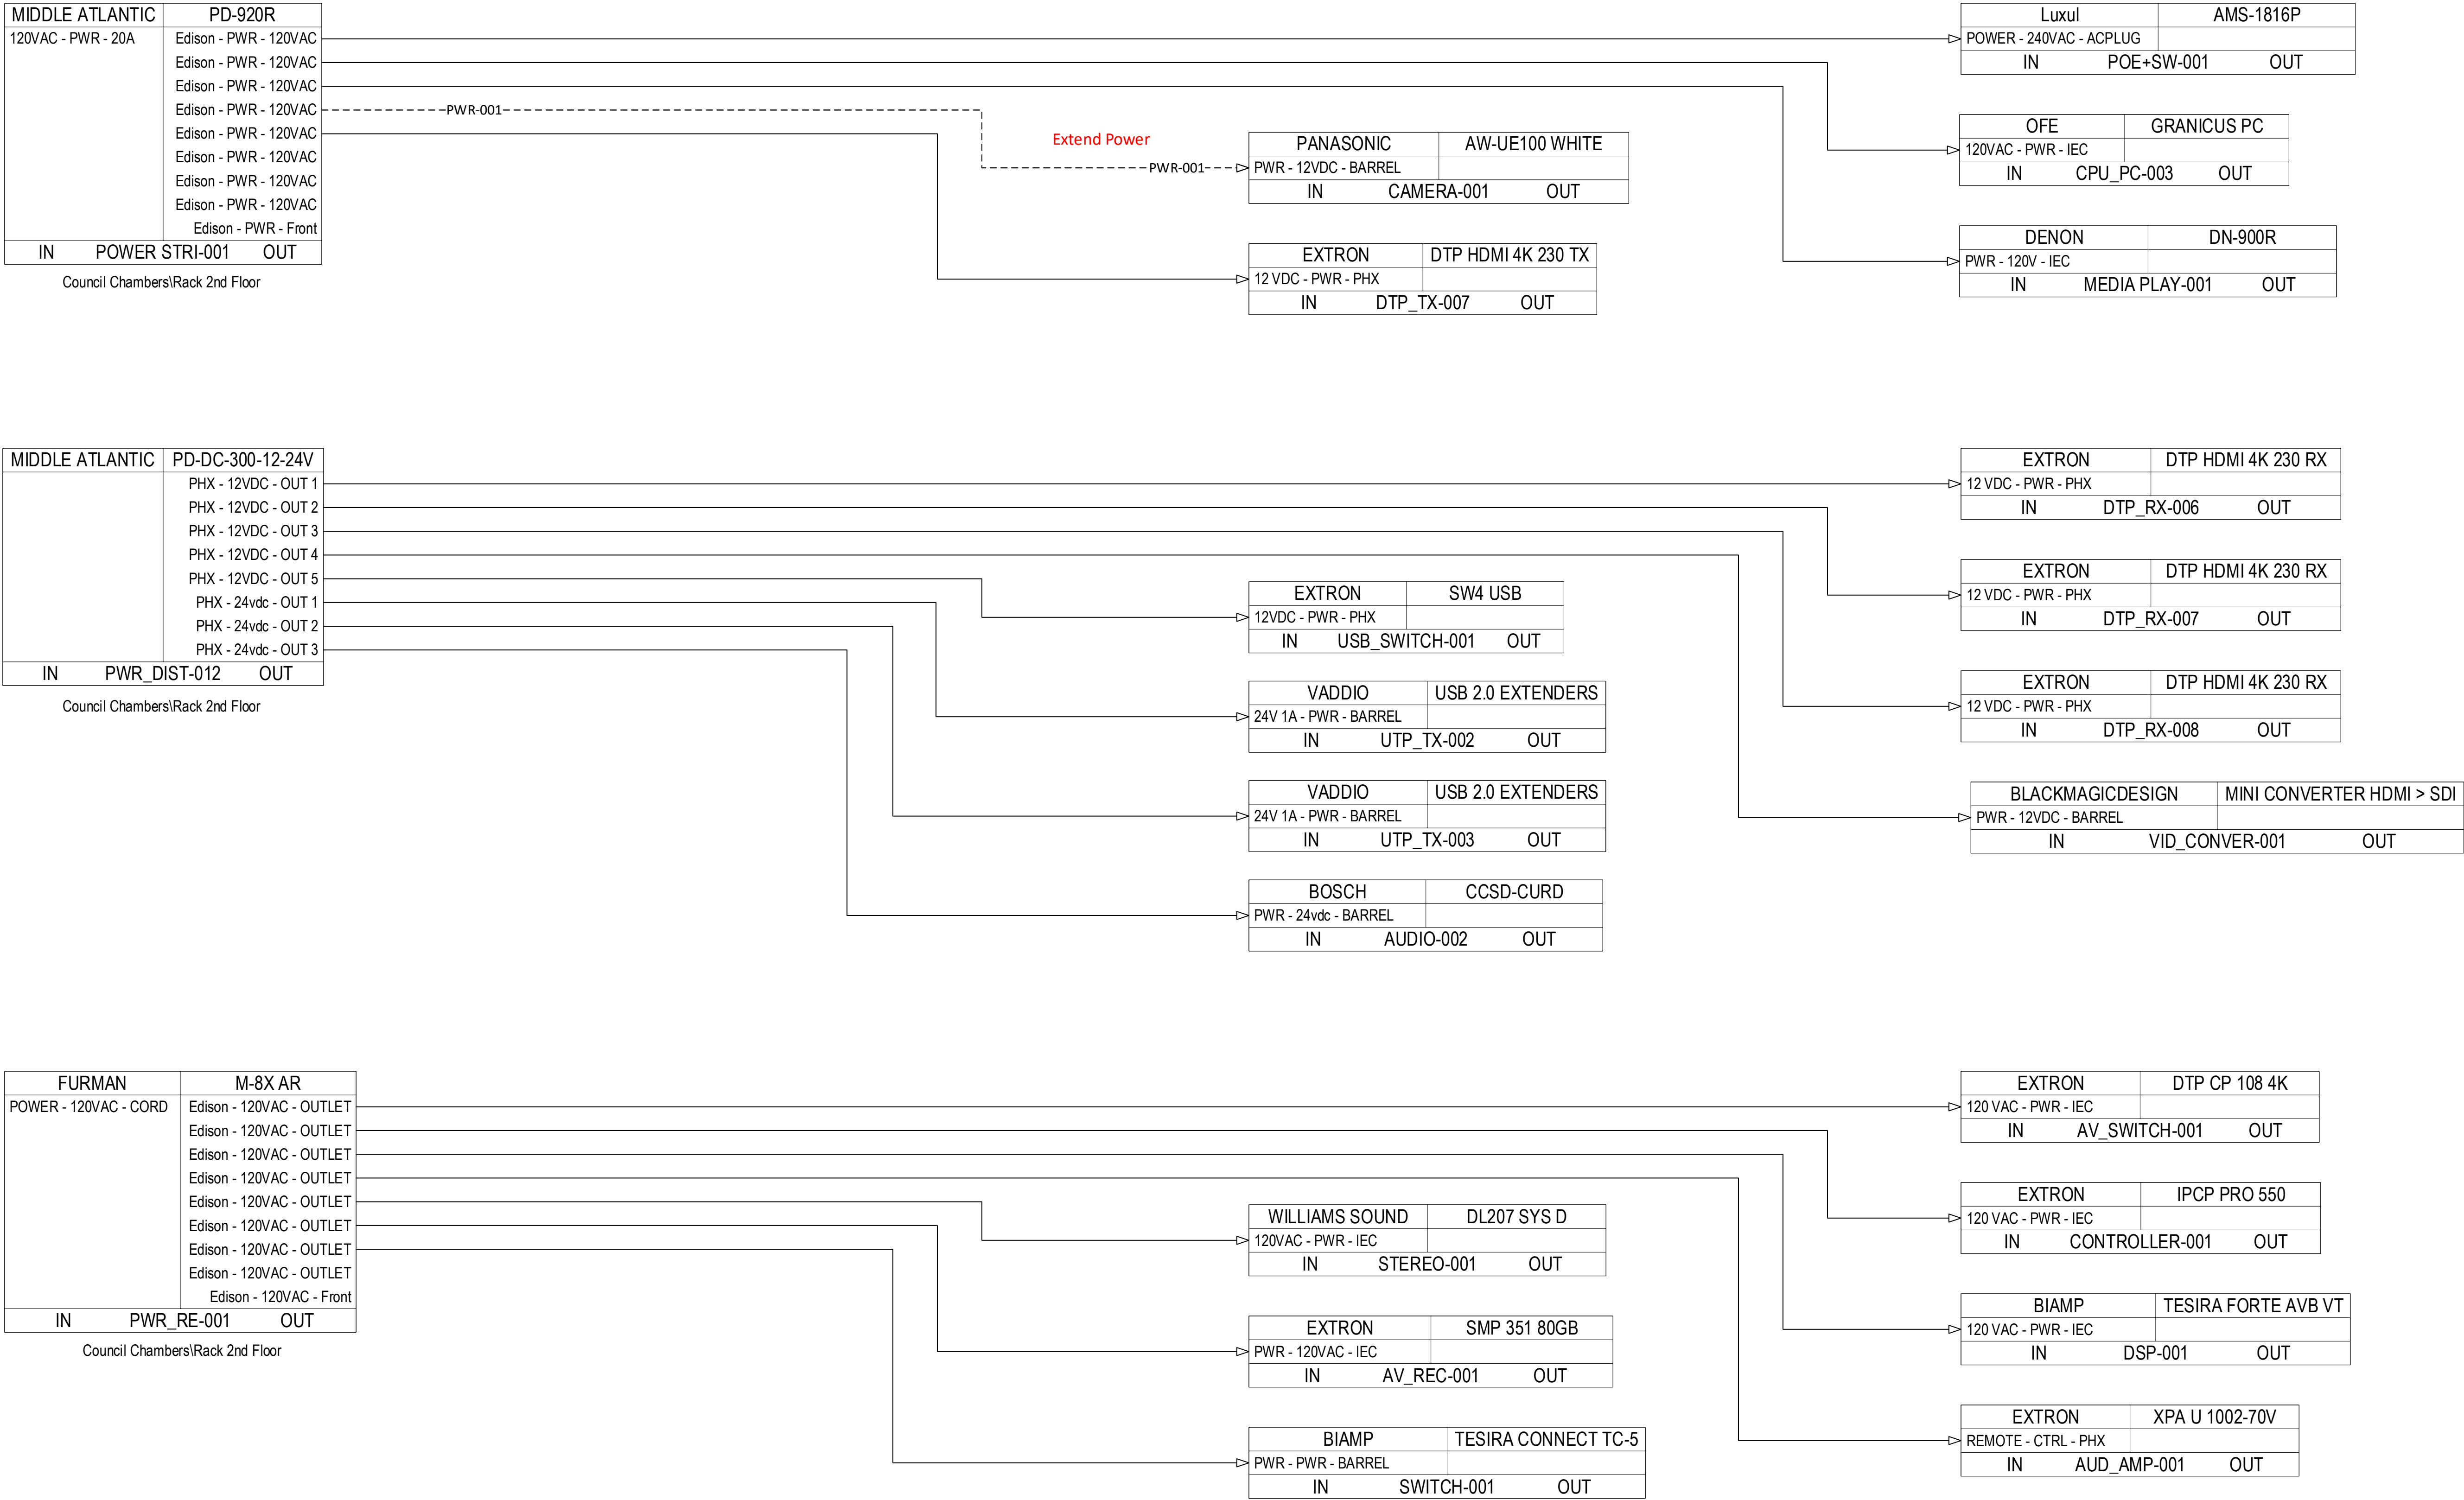 MIDDLE ATLANTIC PD-920R
120VAC - PWR - 20A Edison - PWR - 120VAC
Edison - PWR - 120VAC
Edison - PWR - 120VAC
Edison - PWR - 120VAC
Edison - PWR - 120VAC
Edison - PWR - 120VAC
Edison - PWR - 120VAC
Edison - PWR - 120VAC
Edison - PWR - Front
IN POWER STRI-001 OUT
Council Chambers\Rack 2nd Floor
PWR-001
Extend Power
PWR-001
PANASONIC AW-UE100 WHITE
PWR - 12VDC - BARREL
IN CAMERA-001 OUT
EXTRON DTP HDMI 4K 230 TX
12 VDC - PWR - PHX
IN DTP_TX-007 OUT
Luxul AMS-1816P
POWER - 240VAC - ACPLUG
IN POE+SW-001 OUT
OFE GRANICUS PC
120VAC - PWR - IEC
IN CPU_PC-003 OUT
DENON DN-900R
PWR - 120V - IEC
IN MEDIA PLAY-001 OUT
MIDDLE ATLANTIC PD-DC-300-12-24V
PHX - 12VDC - OUT 1
PHX - 12VDC - OUT 2
PHX - 12VDC - OUT 3
PHX - 12VDC - OUT 4
PHX - 12VDC - OUT 5
PHX - 24vdc - OUT 1
PHX - 24vdc - OUT 2
PHX - 24vdc - OUT 3
IN PWR_DIST-012 OUT
Council Chambers\Rack 2nd Floor
EXTRON SW4 USB
12VDC - PWR - PHX
IN USB_SWITCH-001 OUT
VADDIO USB 2.0 EXTENDERS
24V 1A - PWR - BARREL
IN UTP_TX-002 OUT
VADDIO USB 2.0 EXTENDERS
24V 1A - PWR - BARREL
IN UTP_TX-003 OUT
BOSCH CCSD-CURD
PWR - 24vdc - BARREL
IN AUDIO-002 OUT
EXTRON DTP HDMI 4K 230 RX
12 VDC - PWR - PHX
IN DTP_RX-006 OUT
EXTRON DTP HDMI 4K 230 RX
12 VDC - PWR - PHX
IN DTP_RX-007 OUT
EXTRON DTP HDMI 4K 230 RX
12 VDC - PWR - PHX
IN DTP_RX-008 OUT
BLACKMAGICDESIGN MINI CONVERTER HDMI > SDI
PWR - 12VDC - BARREL
IN VID_CONVER-001 OUT
FURMAN M-8X AR
POWER - 120VAC - CORD Edison - 120VAC - OUTLET
Edison - 120VAC - OUTLET
Edison - 120VAC - OUTLET
Edison - 120VAC - OUTLET
Edison - 120VAC - OUTLET
Edison - 120VAC - OUTLET
Edison - 120VAC - OUTLET
Edison - 120VAC - OUTLET
Edison - 120VAC - Front
IN PWR_RE-001 OUT
Council Chambers\Rack 2nd Floor
WILLIAMS SOUND DL207 SYS D
120VAC - PWR - IEC
IN STEREO-001 OUT
EXTRON SMP 351 80GB
PWR - 120VAC - IEC
IN AV_REC-001 OUT
BIAMP TESIRA CONNECT TC-5
PWR - PWR - BARREL
IN SWITCH-001 OUT
EXTRON DTP CP 108 4K
120 VAC - PWR - IEC
IN AV_SWITCH-001 OUT
EXTRON IPCP PRO 550
120 VAC - PWR - IEC
IN CONTROLLER-001 OUT
BIAMP TESIRA FORTE AVB VT
120 VAC - PWR - IEC
IN DSP-001 OUT
EXTRON XPA U 1002-70V
REMOTE - CTRL - PHX
IN AUD_AMP-001 OUT